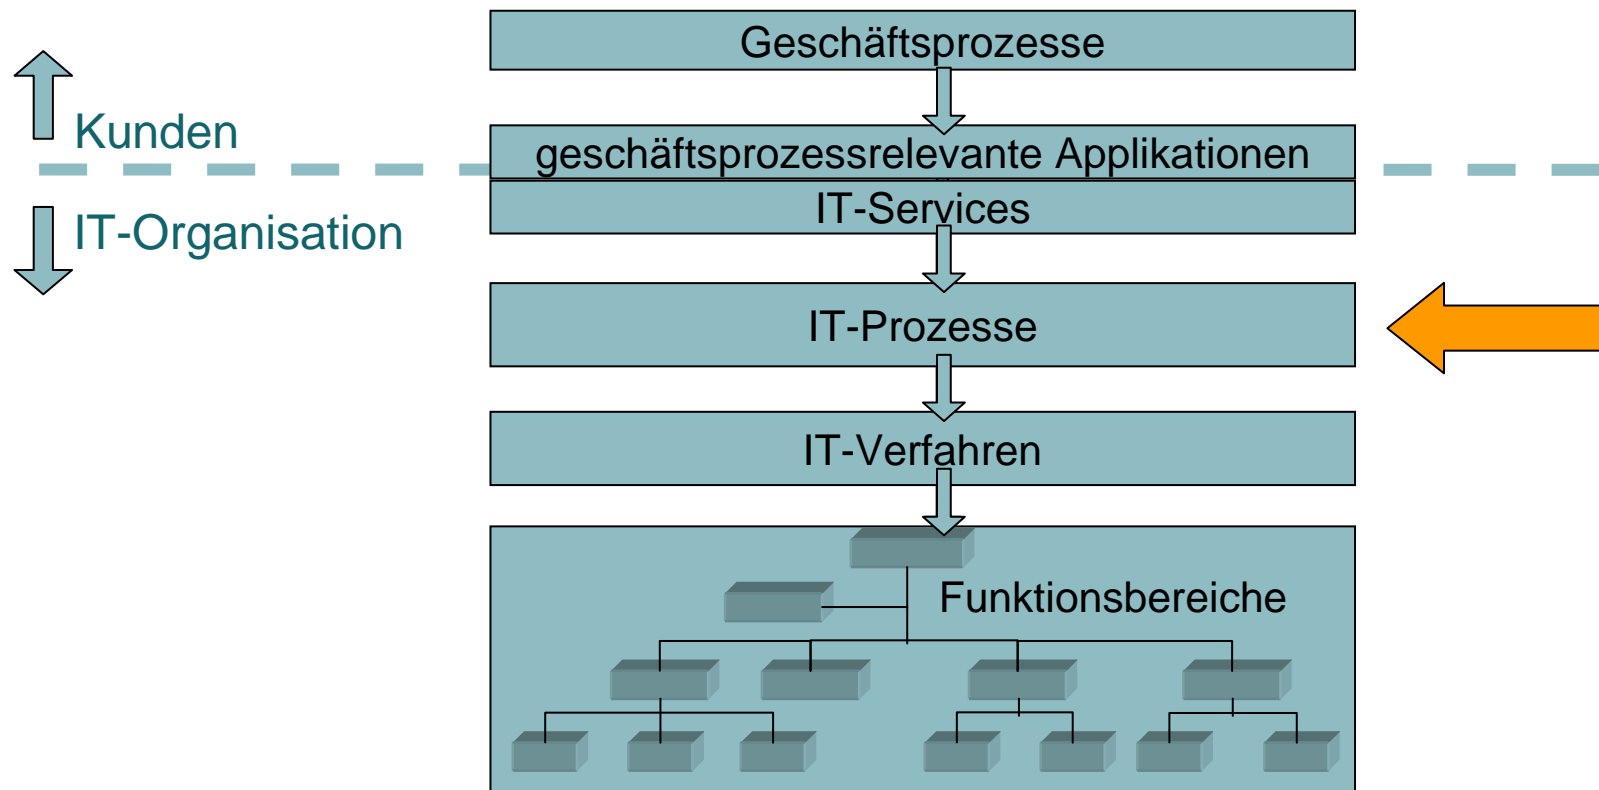 Geschäftsprozesse
Kunden
geschäftsprozessrelevante Applikationen
IT-Services
IT-Organisation
IT-Prozesse
IT-Verfahren
Funktionsbereiche